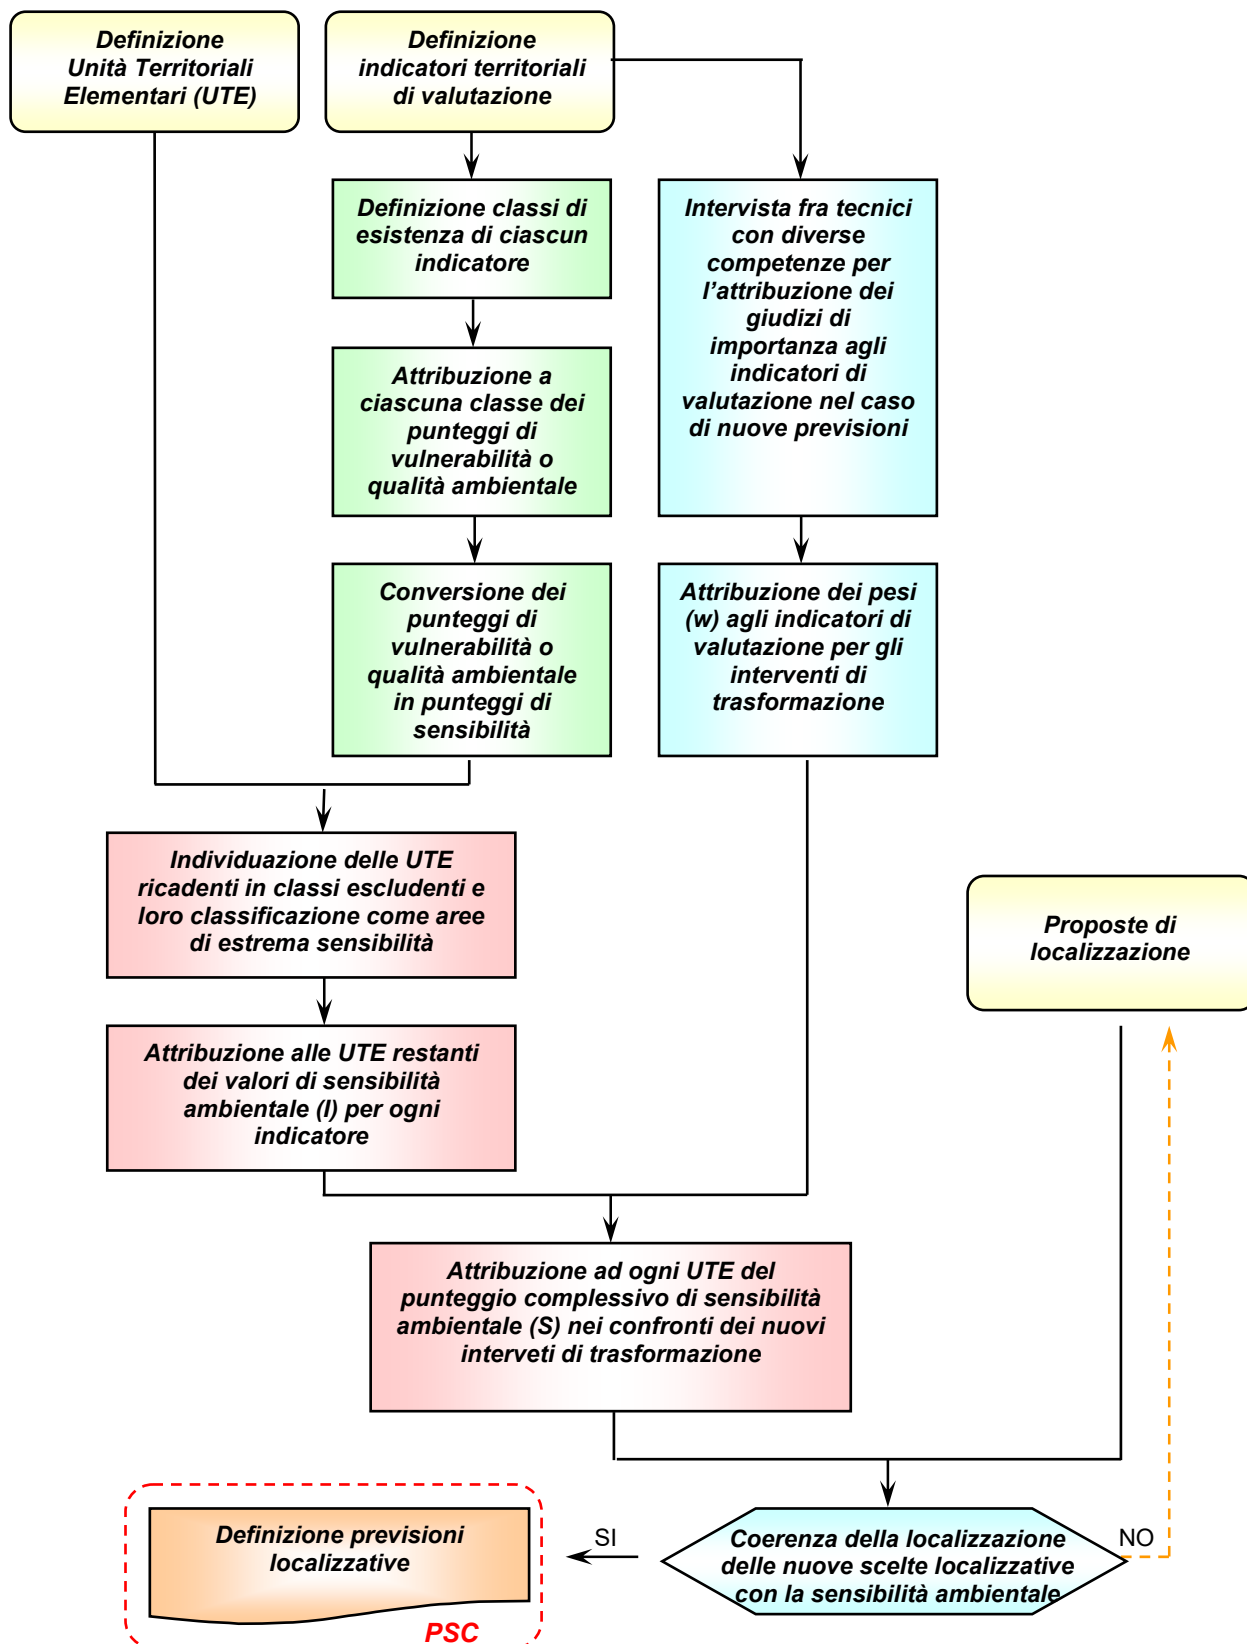 Definizione
Unità Territoriali
Elementari (UTE)
Definizione
indicatori territoriali
di valutazione
Definizione classi di
esistenza di ciascun
indicatore
Intervista fra tecnici
con diverse
competenze per
l'attribuzione dei
giudizi di
importanza agli
indicatori di
valutazione nel caso
di nuove previsioni
Attribuzione a
ciascuna classe dei
punteggi di
vulnerabilità o
qualità ambientale
Conversione dei
punteggi di
vulnerabilità o
qualità ambientale
in punteggi di
sensibilità
Attribuzione dei pesi
(w) agli indicatori di
valutazione per gli
interventi di
trasformazione
Individuazione delle UTE
ricadenti in classi escludenti e
loro classificazione come aree
di estrema sensibilità
Proposte di
localizzazione
Attribuzione alle UTE restanti
dei valori di sensibilità
ambientale (I) per ogni
indicatore
Attribuzione ad ogni UTE del
punteggio complessivo di sensibilità
ambientale (S) nei confronti dei nuovi
interveti di trasformazione
Coerenza della localizzazione
delle nuove scelte localizzative
con la sensibilità ambientale
NO
SI
Definizione previsioni
localizzative
PSC